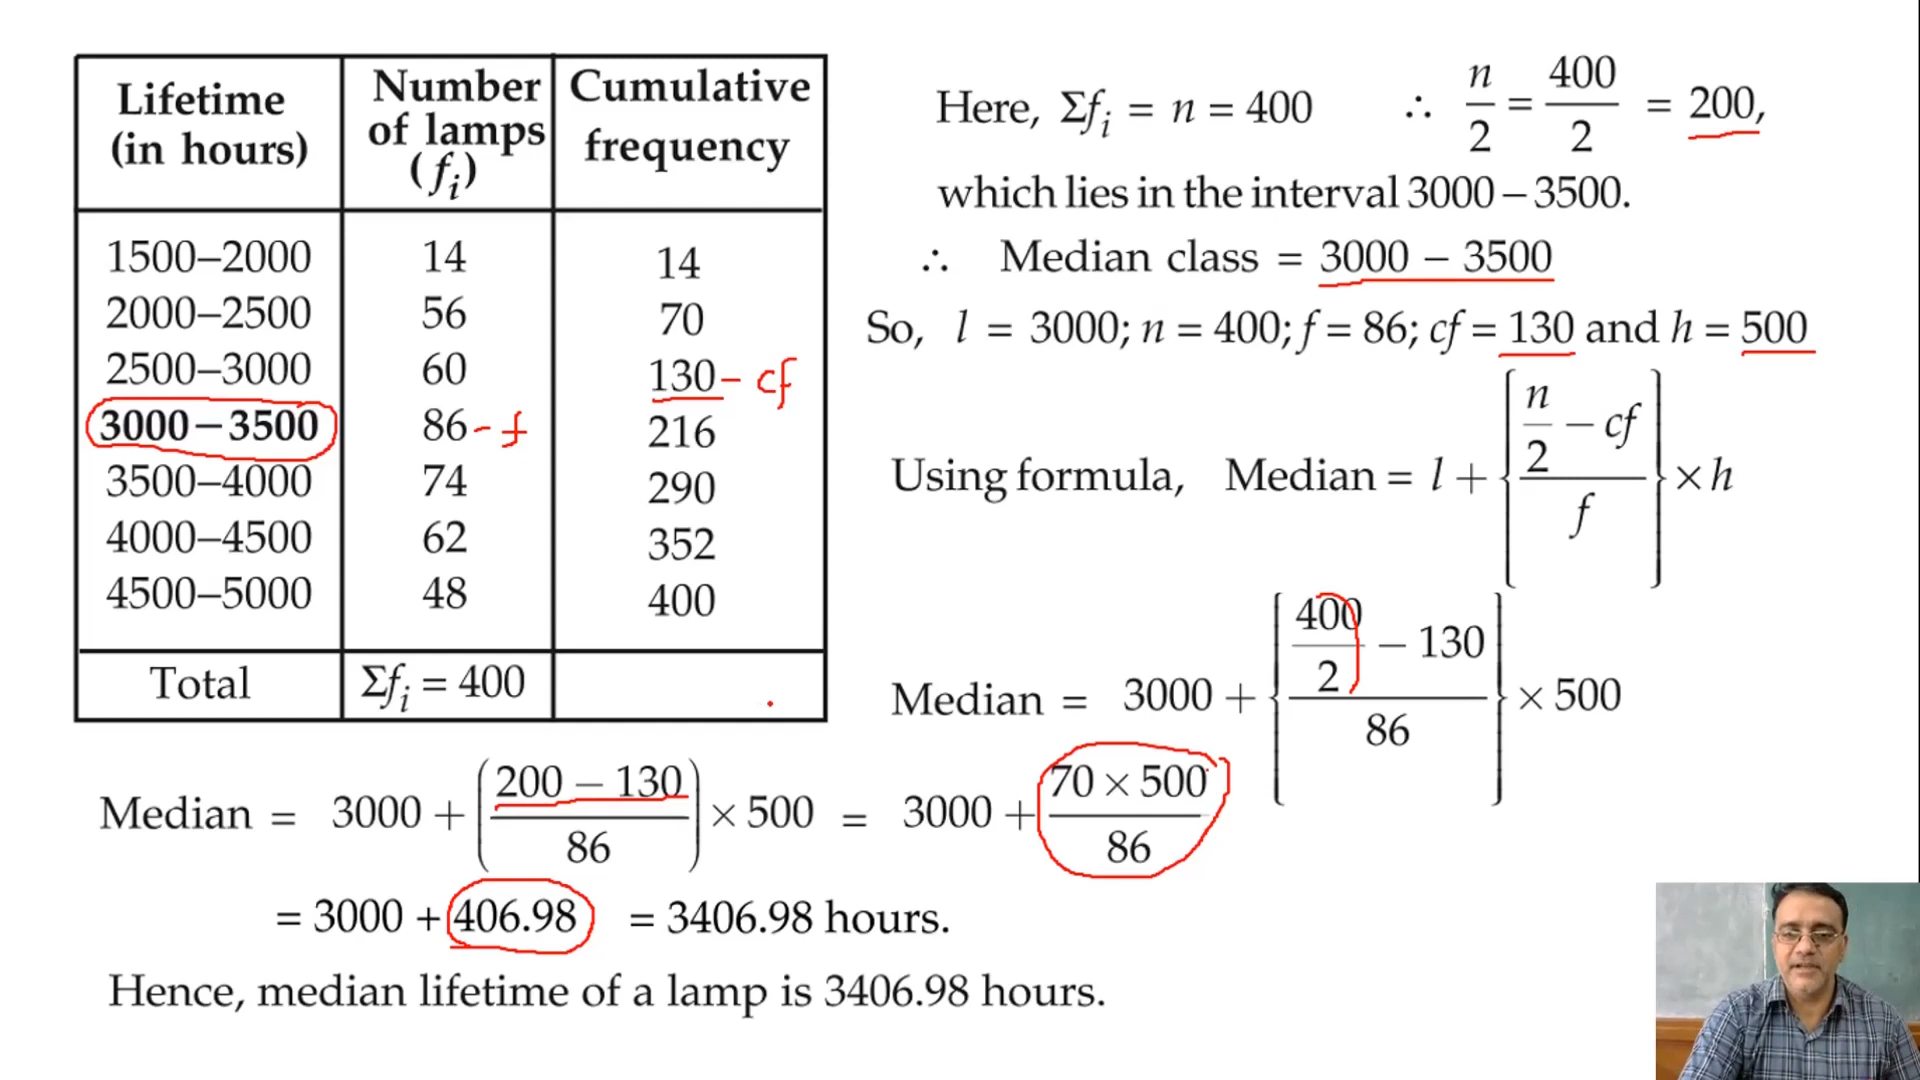 Lifetime (in hours) | Number of lamps (fᵢ) | Cumulative frequency
1500–2000 | 14 | 14
2000–2500 | 56 | 70
2500–3000 | 60 | 130 – cf
3000–3500 | 86 – f | 216
3500–4000 | 74 | 290
4000–4500 | 62 | 352
4500–5000 | 48 | 400
Total | Σfᵢ = 400
Here, Σfᵢ = n = 400 ∴ n/2 = 400/2 = 200,
which lies in the interval 3000 – 3500.
∴ Median class = 3000 – 3500
So, l = 3000; n = 400; f = 86; cf = 130 and h = 500
Using formula, Median = l + {(n/2 – cf)/f} × h
Median = 3000 + {(400/2 – 130)/86} × 500
Median = 3000 + ((200 – 130)/86) × 500 = 3000 + (70 × 500)/86
= 3000 + 406.98 = 3406.98 hours.
Hence, median lifetime of a lamp is 3406.98 hours.